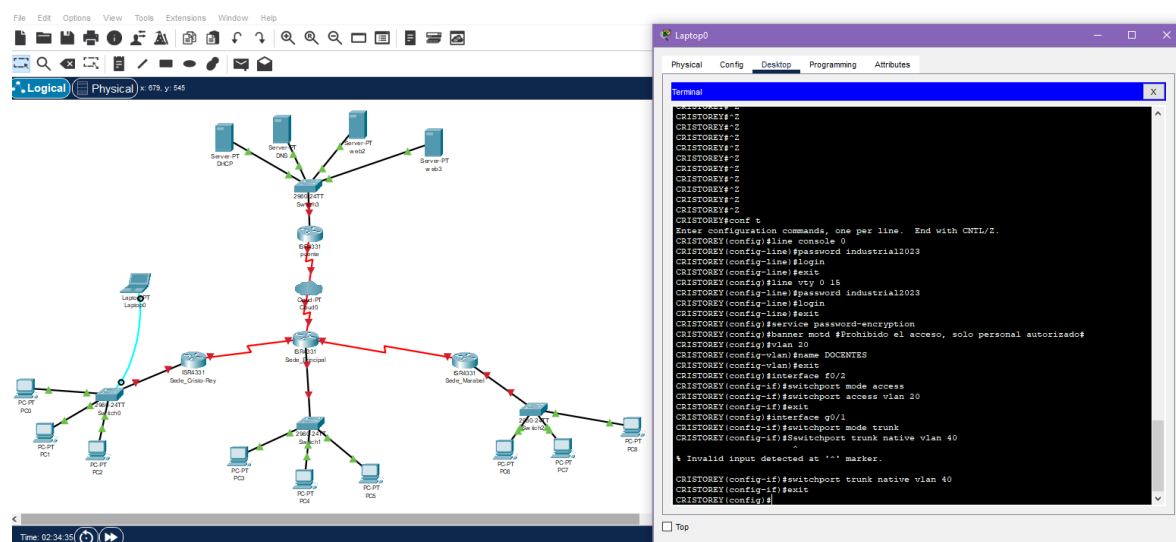 File Edit Options View Tools Extensions Window Help
Logical Physical x: 679, y: 545
Server-PT
DHCP
Server-PT
DNS
Server-PT
web2
Server-PT
web3
2960-24TT
Switch3
ISR4331
puente
Cloud-PT
Cloud0
Laptop-PT
Laptop0
ISR4331
Sede_Cristo-Rey
ISR4331
Sede_Principal
ISR4331
Sede_Marabel
PC-PT
PC0
2960-24TT
Switch0
PC-PT
PC1
PC-PT
PC2
2960-24TT
Switch1
PC-PT
PC3
PC-PT
PC4
PC-PT
PC5
2960-24TT
Switch2
PC-PT
PC6
PC-PT
PC7
PC-PT
PC8
Time: 02:34:35
Laptop0
Physical Config Desktop Programming Attributes
Terminal X
CRISTOREY#^Z
CRISTOREY#^Z
CRISTOREY#^Z
CRISTOREY#^Z
CRISTOREY#^Z
CRISTOREY#^Z
CRISTOREY#^Z
CRISTOREY#^Z
CRISTOREY#^Z
CRISTOREY#^Z
CRISTOREY#^Z
CRISTOREY#conf t
Enter configuration commands, one per line. End with CNTL/Z.
CRISTOREY(config)#line console 0
CRISTOREY(config-line)#password industrial2023
CRISTOREY(config-line)#login
CRISTOREY(config-line)#exit
CRISTOREY(config)#line vty 0 15
CRISTOREY(config-line)#password industrial2023
CRISTOREY(config-line)#login
CRISTOREY(config-line)#exit
CRISTOREY(config)#service password-encryption
CRISTOREY(config)#banner motd #Prohibido el acceso, solo personal autorizado#
CRISTOREY(config)#vlan 20
CRISTOREY(config-vlan)#name DOCENTES
CRISTOREY(config-vlan)#exit
CRISTOREY(config)#interface f0/2
CRISTOREY(config-if)#switchport mode access
CRISTOREY(config-if)#switchport access vlan 20
CRISTOREY(config-if)#exit
CRISTOREY(config)#interface g0/1
CRISTOREY(config-if)#switchport mode trunk
CRISTOREY(config-if)#Sswitchport trunk native vlan 40
^
% Invalid input detected at '^' marker.
CRISTOREY(config-if)#switchport trunk native vlan 40
CRISTOREY(config-if)#exit
CRISTOREY(config)#
Top